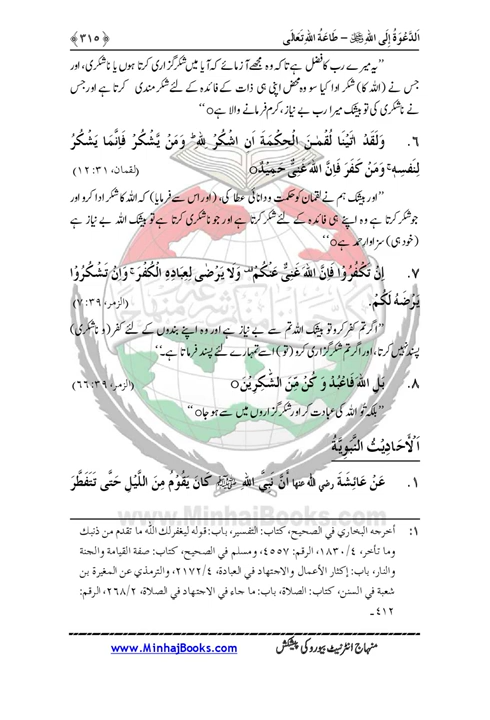 اَلدَّعْوَةُ إِلَی اللهِ ﷺ – طَاعَةُ اللهِ تَعَالَی ﴿۳۱۵﴾
’’یہ میرے رب کا فضل ہے تاکہ وہ مجھے آزمائے کہ آیا میں شکر گزاری کرتا ہوں یا ناشکری، اور
جس نے (اللہ کا) شکر ادا کیا سو وہ محض اپنی ہی ذات کے فائدہ کے لئے شکرمندی کرتا ہے اور جس
نے ناشکری کی تو بیشک میرا رب بے نیاز ، کرم فرمانے والا ہے‘‘
٦۔ وَلَقَدْ اٰتَيْنَا لُقْمٰنَ الْحِكْمَةَ اَنِ اشْكُرْ لِلّٰهِ ؕ وَمَنْ يَّشْكُرْ فَاِنَّمَا يَشْكُرُ
لِنَفْسِهٖ ۚ وَمَنْ كَفَرَ فَاِنَّ اللهَ غَنِیٌّ حَمِيْدٌ (لقمان، ۳۱:۱۲)
’’اور بیشک ہم نے لقمان کو حکمت و دانائی عطا کی، (اور اس سے فرمایا) کہ اللہ کا شکر ادا کرو اور
جو شکر کرتا ہے وہ اپنے ہی فائدہ کے لئے شکر کرتا ہے اور جو ناشکری کرتا ہے تو بیشک اللہ بے نیاز ہے
(خود ہی) سزاوارِ حمد ہے‘‘
٧۔ اِنْ تَكْفُرُوْا فَاِنَّ اللهَ غَنِیٌّ عَنْكُمْ ۟ وَلَا يَرْضٰی لِعِبَادِهِ الْكُفْرَ ۚ وَاِنْ تَشْكُرُوْا
يَرْضَهُ لَكُمْ. (الزمر، ۳۹:۷)
’’اگر تم کفر کرو تو بیشک اللہ تم سے بے نیاز ہے اور وہ اپنے بندوں کے لئے کفر (و ناشکری)
پسند نہیں کرتا، اور اگر تم شکرگزاری کرو (تو) اسے تمہارے لئے پسند فرماتا ہے۔‘‘
٨۔ بَلِ اللهَ فَاعْبُدْ وَ كُنْ مِّنَ الشّٰكِرِيْنَ (الزمر، ۳۹:۶۶)
’’بلکہ تُو اللہ کی عبادت کر اور شکر گزاروں میں سے ہو جا‘‘
اَلْأَحَادِيْثُ النَّبَوِيَّةُ
١۔ عَنْ عَائِشَةَ رضی الله عنها أَنَّ نَبِيَّ اللهِ ﷺ كَانَ يَقُوْمُ مِنَ اللَّيْلِ حَتَّى تَتَفَطَّرَ
www.MinhajBooks.com
١: أخرجه البخاري في الصحيح، كتاب: التفسير، باب: قوله ليغفرلك اللّٰه ما تقدم من ذنبك
وما تأخر، ٤/١٨٣٠، الرقم: ٤٥٥٧، ومسلم في الصحيح، كتاب: صفة القيامة والجنة
والنار، باب: إكثار الأعمال والاجتهاد في العبادة، ٤/٢١٧٢، والترمذي عن المغيرة بن
شعبة في السنن، كتاب: الصلاة، باب: ما جاء في الاجتهاد في الصلاة، ٢/٢٦٨، الرقم:
٤١٢۔
منہاج انٹرنیٹ بیورو کی پیشکش www.MinhajBooks.com